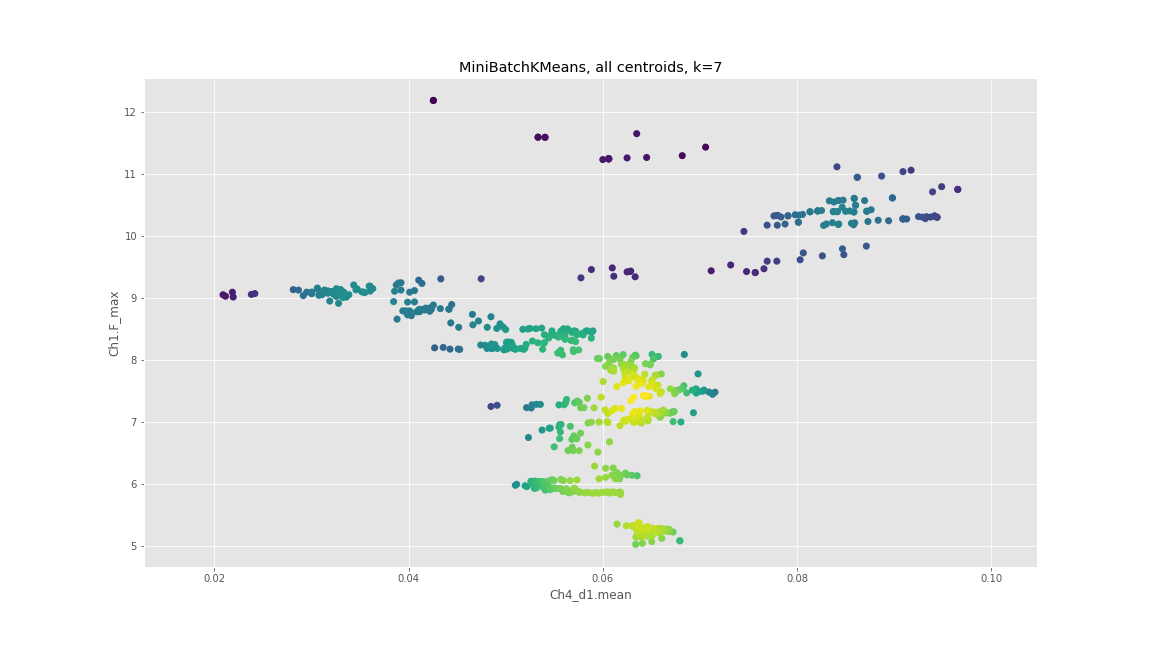 MiniBatchKMeans, all centroids, k=7
12
11
10
9
8
7
6
5
Ch1.F_max
0.02 0.04 0.06 0.08 0.10
Ch4_d1.mean